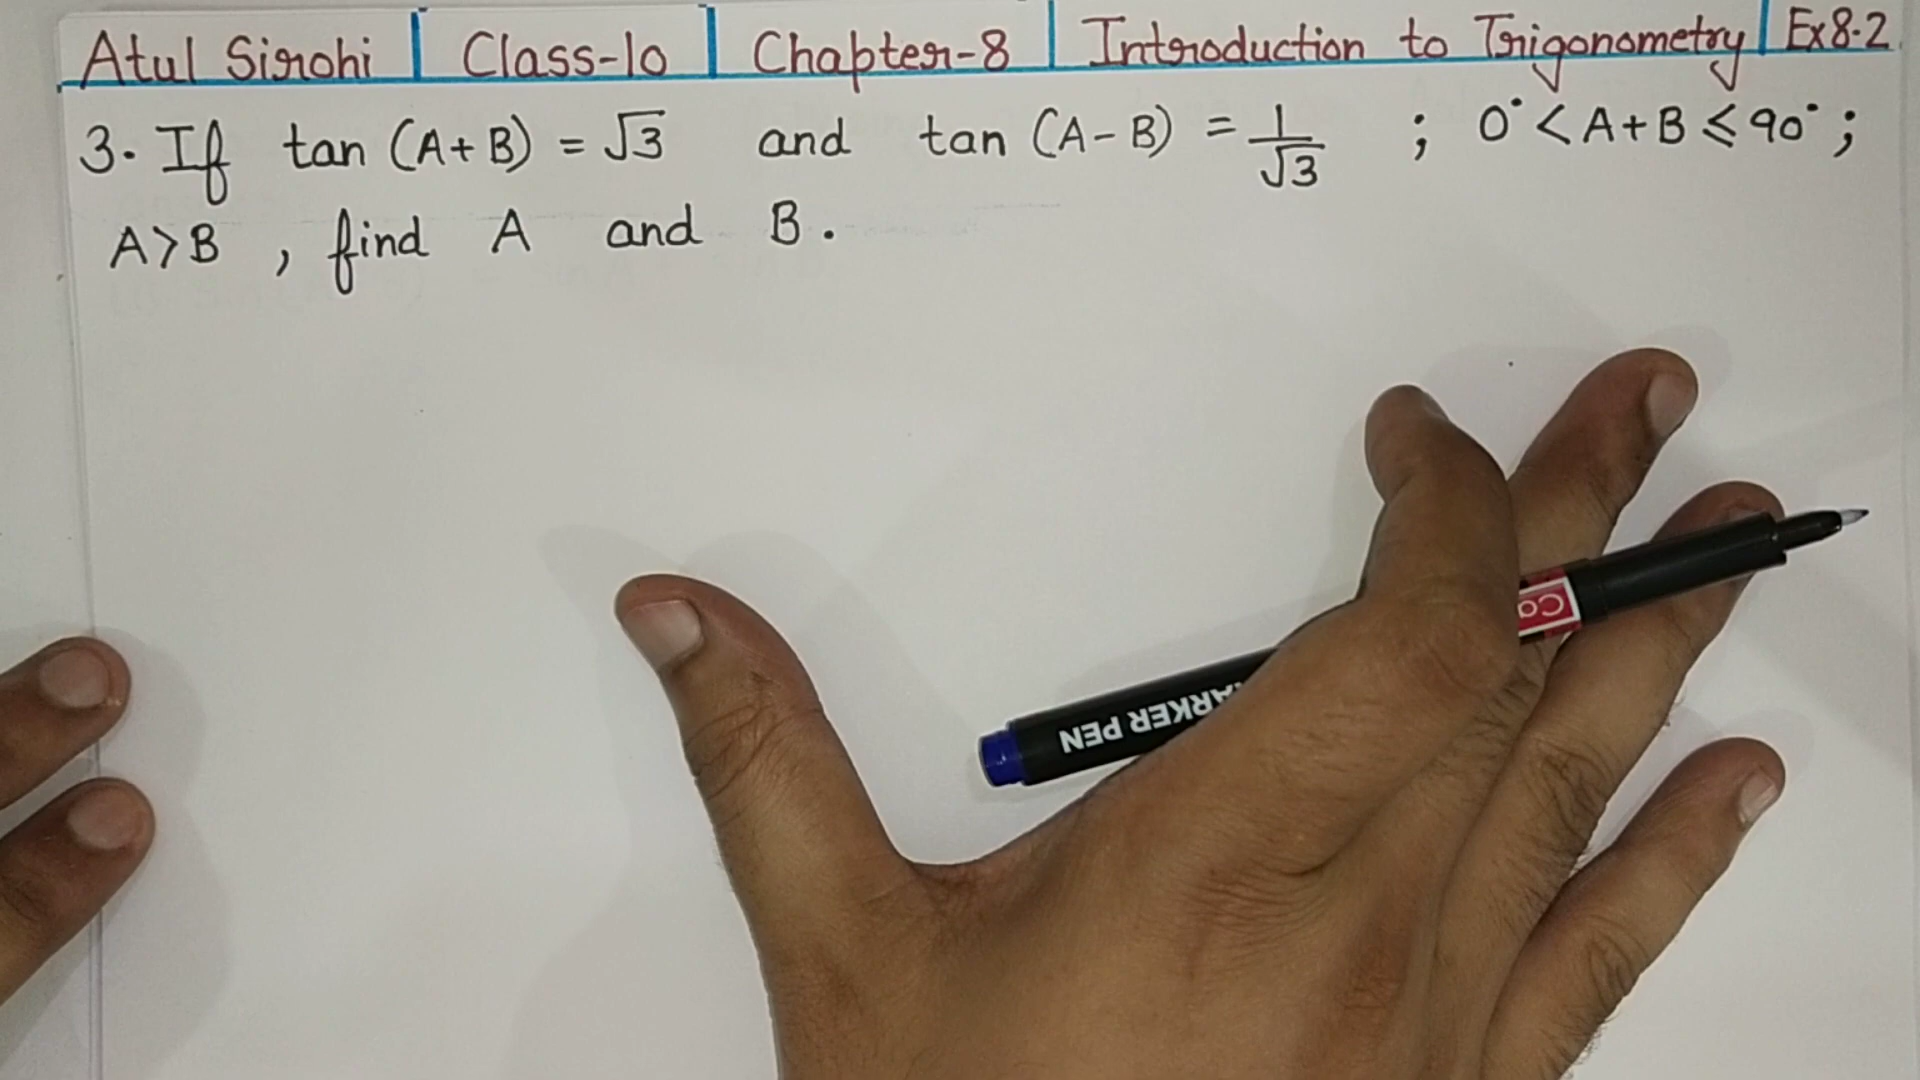 Atul Sirohi | Class-10 | Chapter-8 | Introduction to Trigonometry | Ex 8.2
3. If tan (A+B) = √3 and tan (A-B) = 1/√3 ; 0° < A+B ≤ 90° ;
A>B , find A and B.
MARKER PEN